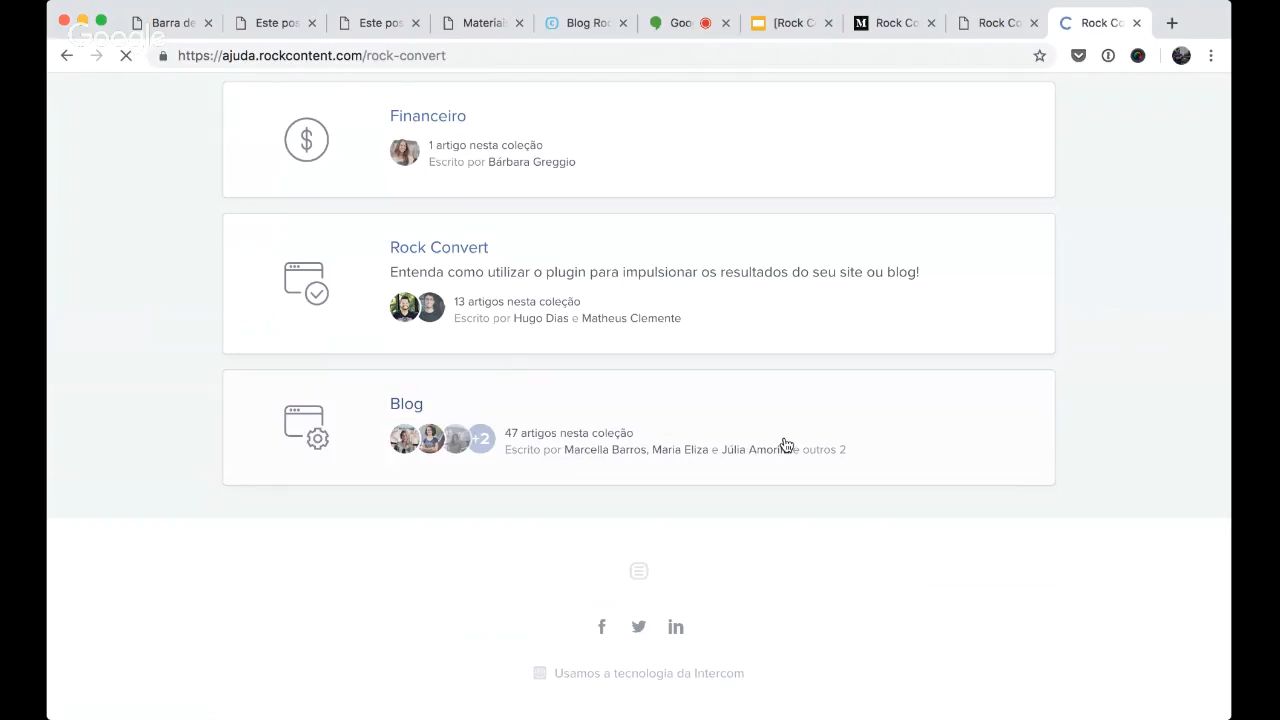 Google
Barra de
Este pos
Este pos
Material
Blog Roc
Goo
[Rock C
Rock Co
Rock Co
Rock Co
https://ajuda.rockcontent.com/rock-convert
Financeiro
1 artigo nesta coleção
Escrito por Bárbara Greggio
Rock Convert
Entenda como utilizar o plugin para impulsionar os resultados do seu site ou blog!
13 artigos nesta coleção
Escrito por Hugo Dias e Matheus Clemente
Blog
+2
47 artigos nesta coleção
Escrito por Marcella Barros, Maria Eliza e Júlia Amorim e outros 2
Usamos a tecnologia da Intercom